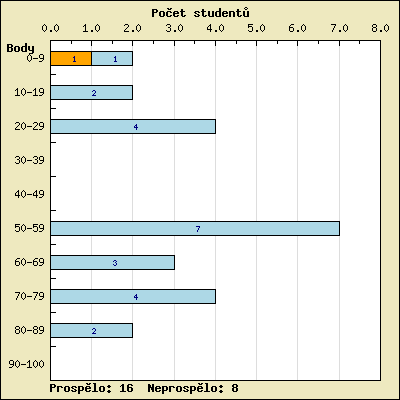 Počet studentů
0.0 1.0 2.0 3.0 4.0 5.0 6.0 7.0 8.0
Body
0-9 1 1
10-19 2
20-29 4
30-39
40-49
50-59 7
60-69 3
70-79 4
80-89 2
90-100
Prospělo: 16 Neprospělo: 8